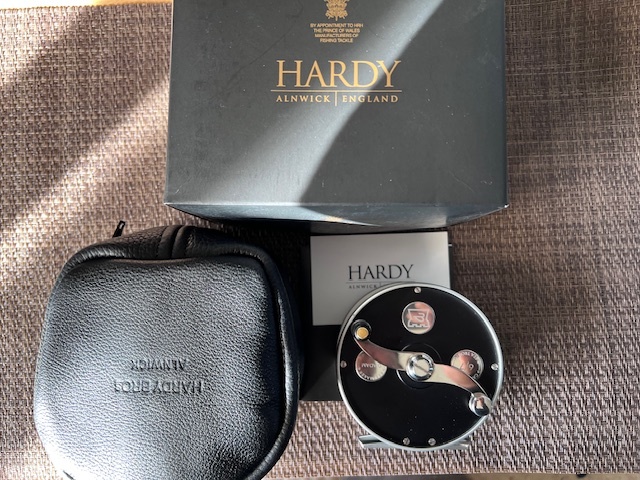 BY APPOINTMENT TO HRH
THE PRINCE OF WALES
MANUFACTURERS OF
FISHING TACKLE
HARDY
ALNWICK | ENGLAND
HARDY
ALNWICK
HARDY BROS
ALNWICK